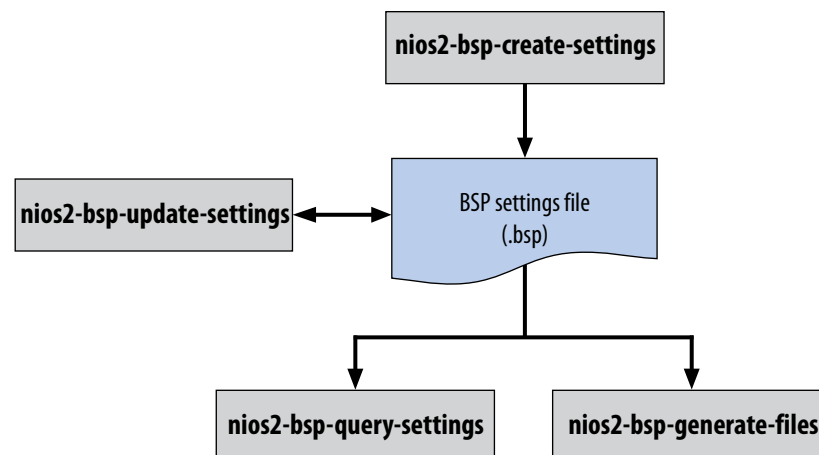 nios2-bsp-create-settings
nios2-bsp-update-settings
BSP settings file
(.bsp)
nios2-bsp-query-settings
nios2-bsp-generate-files